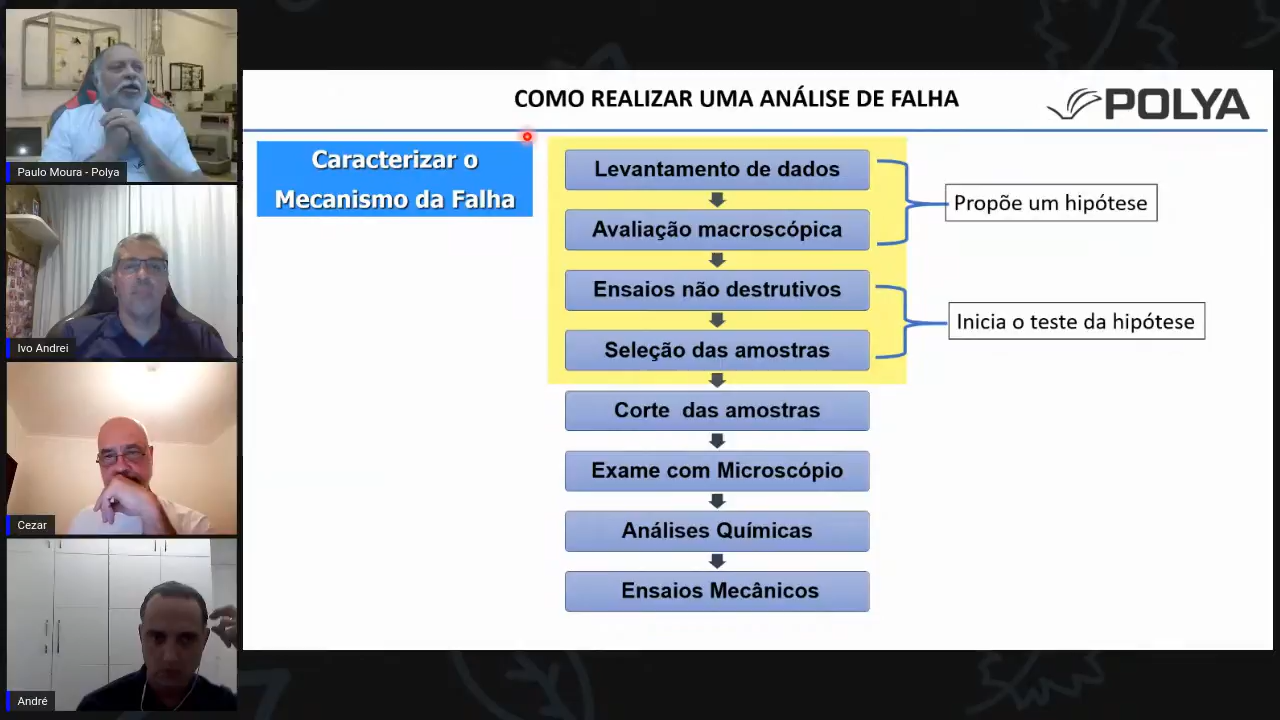 COMO REALIZAR UMA ANÁLISE DE FALHA
POLYA
Caracterizar o
Mecanismo da Falha
Levantamento de dados
Avaliação macroscópica
Propõe um hipótese
Ensaios não destrutivos
Seleção das amostras
Inicia o teste da hipótese
Corte das amostras
Exame com Microscópio
Análises Químicas
Ensaios Mecânicos
Paulo Moura - Polya
Ivo Andrei
Cezar
André